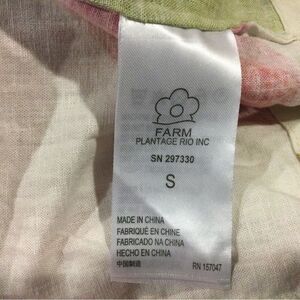 FARM
PLANTAGE RIO INC
SN 297330
S
MADE IN CHINA
FABRIQUÉ EN CHINE
FABRICADO NA CHINA
HECHO EN CHINA
中国制造
RN 157047